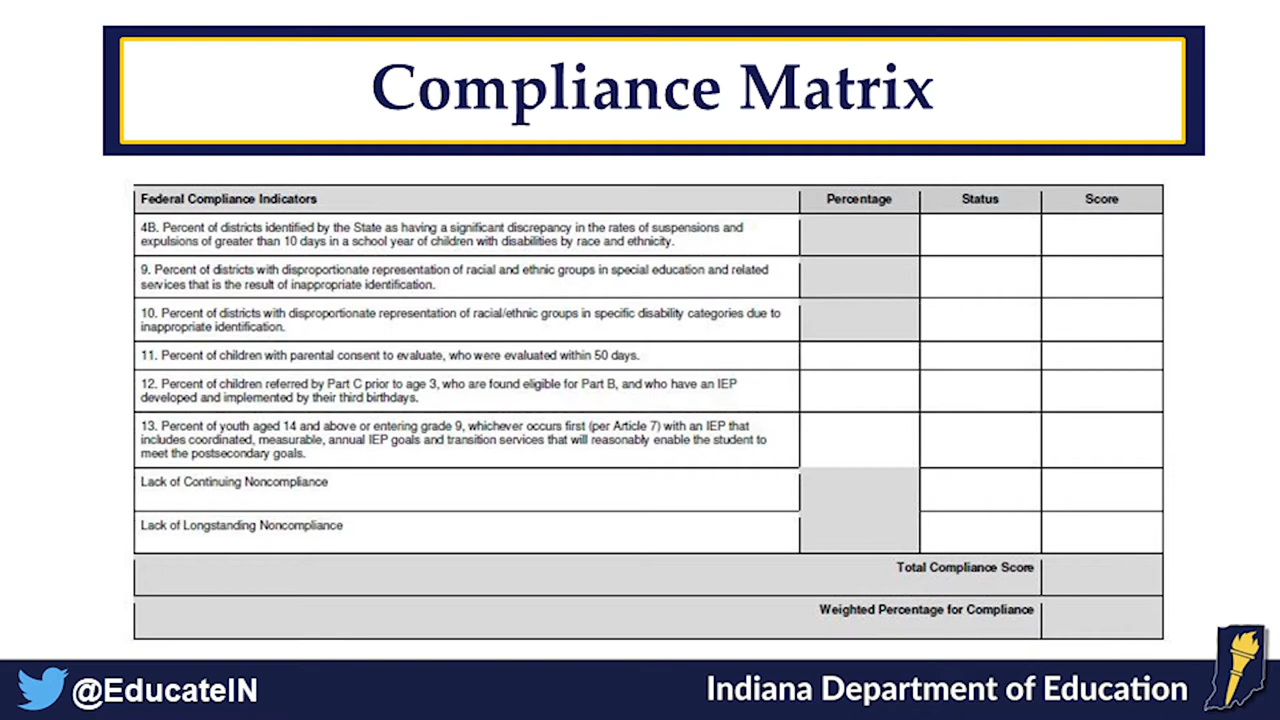 Compliance Matrix
Federal Compliance Indicators Percentage Status Score
4B. Percent of districts identified by the State as having a significant discrepancy in the rates of suspensions and
expulsions of greater than 10 days in a school year of children with disabilities by race and ethnicity.
9. Percent of districts with disproportionate representation of racial and ethnic groups in special education and related
services that is the result of inappropriate identification.
10. Percent of districts with disproportionate representation of racial/ethnic groups in specific disability categories due to
inappropriate identification.
11. Percent of children with parental consent to evaluate, who were evaluated within 50 days.
12. Percent of children referred by Part C prior to age 3, who are found eligible for Part B, and who have an IEP
developed and implemented by their third birthdays.
13. Percent of youth aged 14 and above or entering grade 9, whichever occurs first (per Article 7) with an IEP that
includes coordinated, measurable, annual IEP goals and transition services that will reasonably enable the student to
meet the postsecondary goals.
Lack of Continuing Noncompliance
Lack of Longstanding Noncompliance
Total Compliance Score
Weighted Percentage for Compliance
@EducateIN
Indiana Department of Education